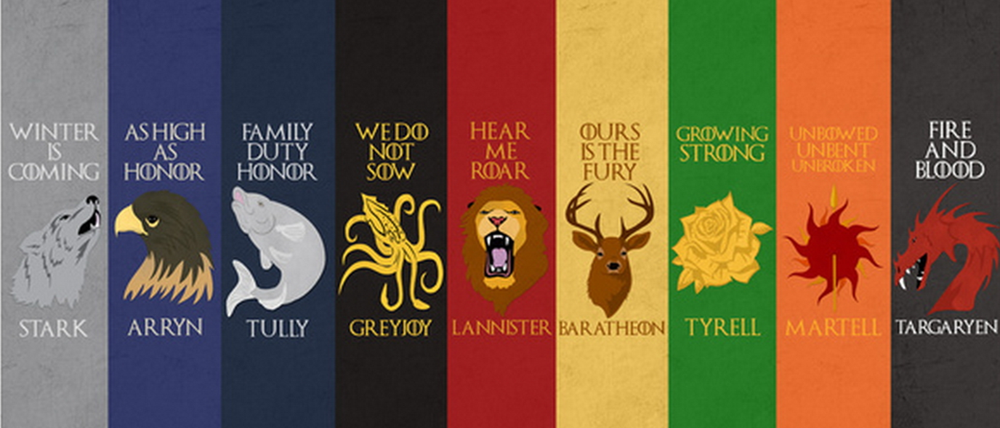 WINTER
IS
COMING
STARK
AS HIGH
AS
HONOR
ARRYN
FAMILY
DUTY
HONOR
TULLY
WE DO
NOT
SOW
GREYJOY
HEAR
ME
ROAR
LANNISTER
OURS
IS THE
FURY
BARATHEON
GROWING
STRONG
TYRELL
UNBOWED
UNBENT
UNBROKEN
MARTELL
FIRE
AND
BLOOD
TARGARYEN